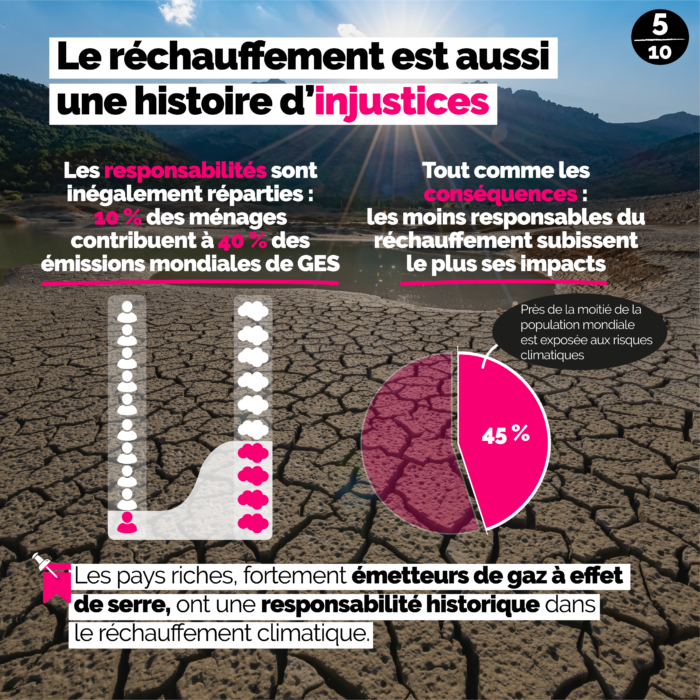 5
10
Le réchauffement est aussi
une histoire d'injustices
Les responsabilités sont
inégalement réparties :
10 % des ménages
contribuent à 40 % des
émissions mondiales de GES
Tout comme les
conséquences :
les moins responsables du
réchauffement subissent
le plus ses impacts
Près de la moitié de la
population mondiale
est exposée aux risques
climatiques
45 %
Les pays riches, fortement émetteurs de gaz à effet
de serre, ont une responsabilité historique dans
le réchauffement climatique.